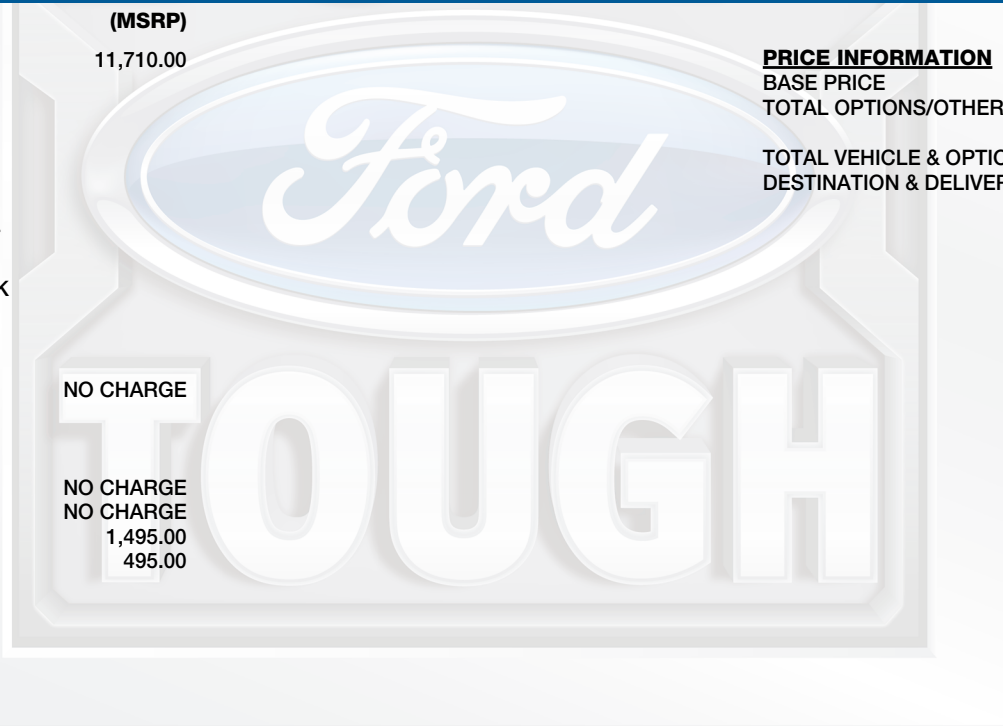 (MSRP)
11,710.00
K
NO CHARGE
NO CHARGE
NO CHARGE
1,495.00
495.00
PRICE INFORMATION
BASE PRICE
TOTAL OPTIONS/OTHER
TOTAL VEHICLE & OPTIO
DESTINATION & DELIVER
Ford
TOUGH